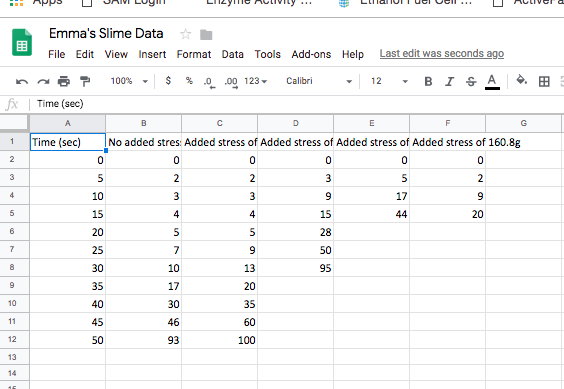 Apps SAM Login Enzyme Activity ... Ethanol Fuel Cell ... ActiveFa
Emma's Slime Data
File Edit View Insert Format Data Tools Add-ons Help Last edit was seconds ago
100% $ % .0 .00 123 Calibri 12 B I S A
fx Time (sec)
A B C D E F G
1 Time (sec) No added stress Added stress of Added stress of Added stress of Added stress of 160.8g
2 0 0 0 0 0 0
3 5 2 2 3 5 2
4 10 3 3 9 17 9
5 15 4 4 15 44 20
6 20 5 5 28
7 25 7 9 50
8 30 10 13 95
9 35 17 20
10 40 30 35
11 45 46 60
12 50 93 100
13
14
15